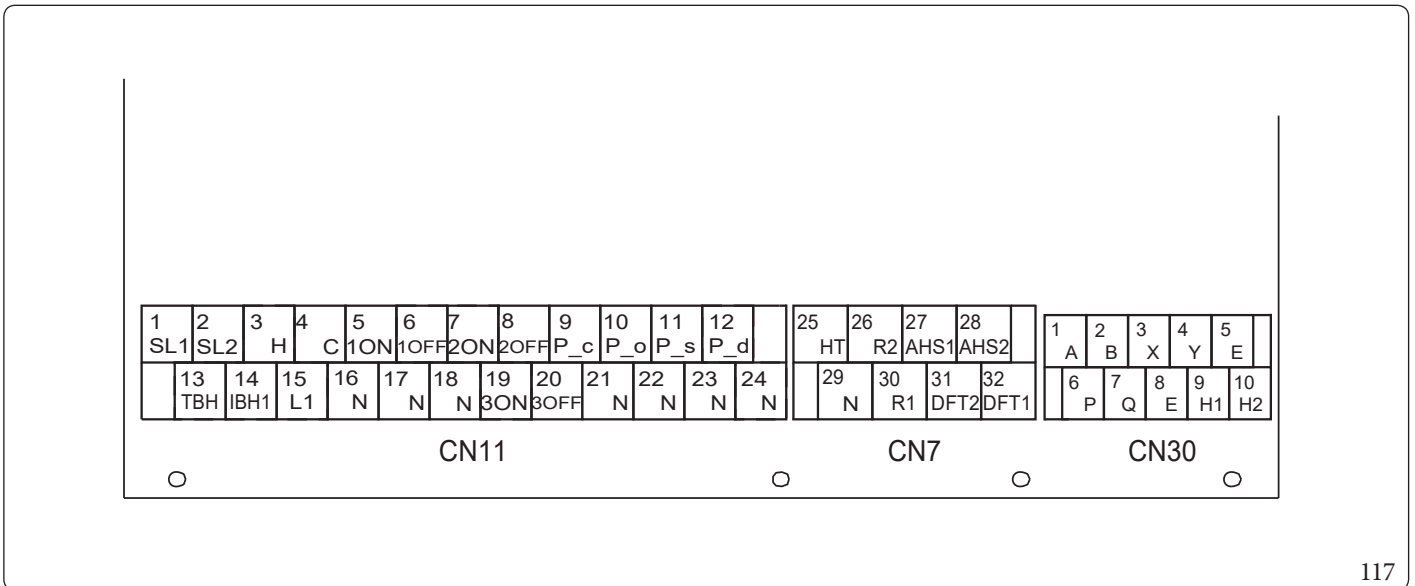 1 2 3 4 5 6 7 8 9 10 11 12 25 26 27 28 1 2 3 4 5
SL1 SL2 H C 1ON 1OFF 2ON 2OFF P_c P_o P_s P_d HT R2 AHS1 AHS2 A B X Y E
13 14 15 16 17 18 19 20 21 22 23 24 29 30 31 32 6 7 8 9 10
TBH IBH1 L1 N N N 3ON 3OFF N N N N N R1 DFT2 DFT1 P Q E H1 H2
CN11 CN7 CN30
117